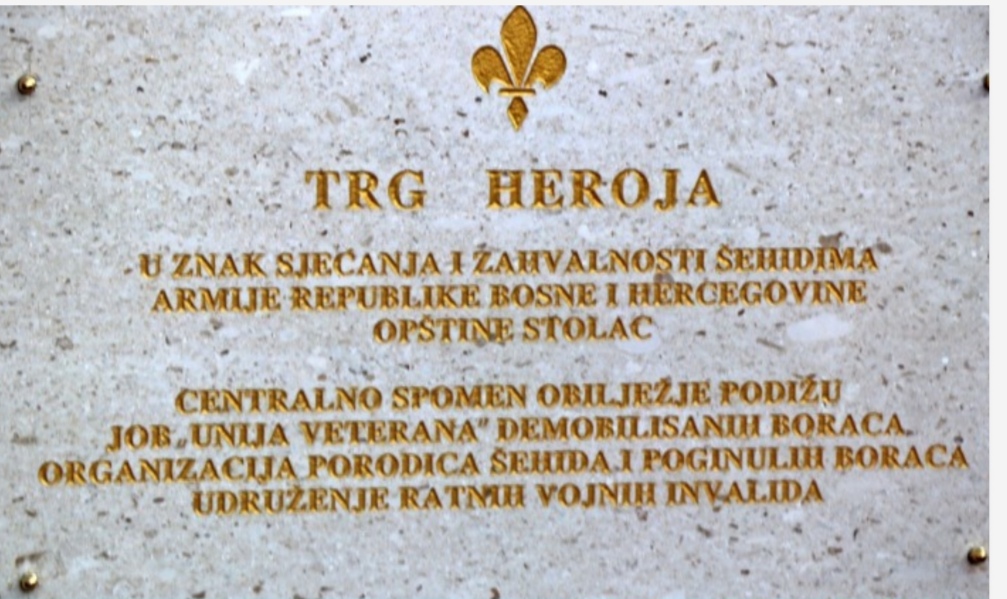 TRG HEROJA
U ZNAK SJEĆANJA I ZAHVALNOSTI ŠEHIDIMA
ARMIJE REPUBLIKE BOSNE I HERCEGOVINE
OPŠTINE STOLAC
CENTRALNO SPOMEN OBILJEŽJE PODIŽU
JOB „UNIJA VETERANA" DEMOBILISANIH BORACA
ORGANIZACIJA PORODICA ŠEHIDA I POGINULIH BORACA
UDRUŽENJE RATNIH VOJNIH INVALIDA